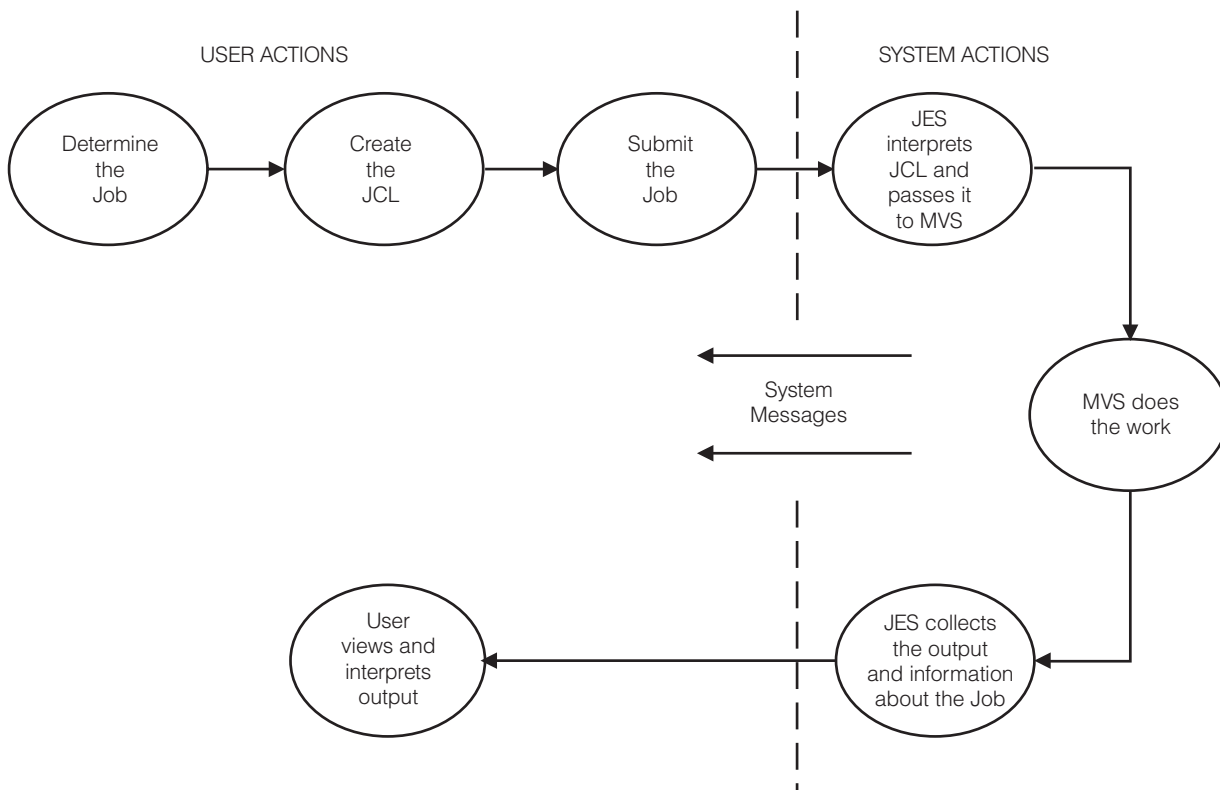 USER ACTIONS
SYSTEM ACTIONS
Determine
the
Job
Create
the
JCL
Submit
the
Job
JES
interprets
JCL and
passes it
to MVS
System
Messages
MVS does
the work
User
views and
interprets
output
JES collects
the output
and information
about the Job